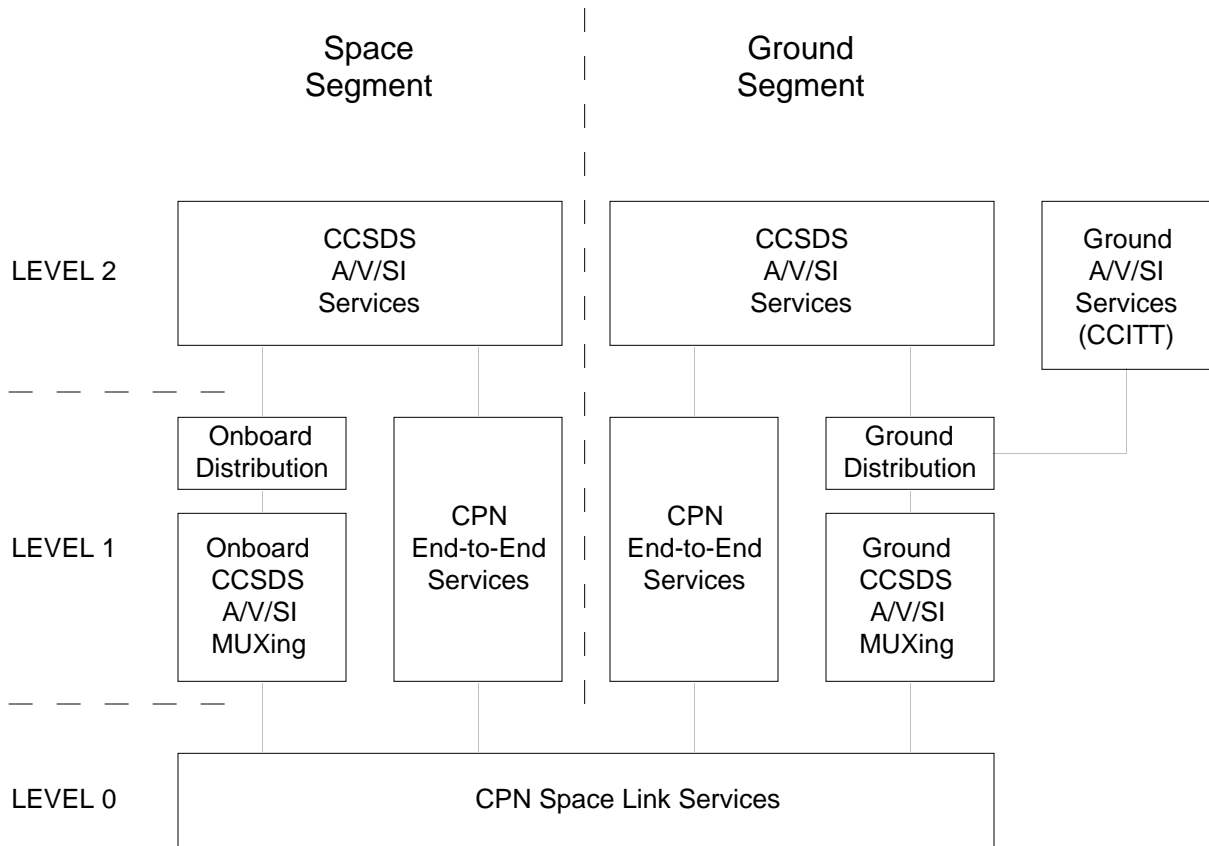 Space
Segment
Ground
Segment
LEVEL 2
CCSDS
A/V/SI
Services
CCSDS
A/V/SI
Services
Ground
A/V/SI
Services
(CCITT)
LEVEL 1
Onboard
Distribution
Onboard
CCSDS
A/V/SI
MUXing
CPN
End-to-End
Services
CPN
End-to-End
Services
Ground
Distribution
Ground
CCSDS
A/V/SI
MUXing
LEVEL 0
CPN Space Link Services